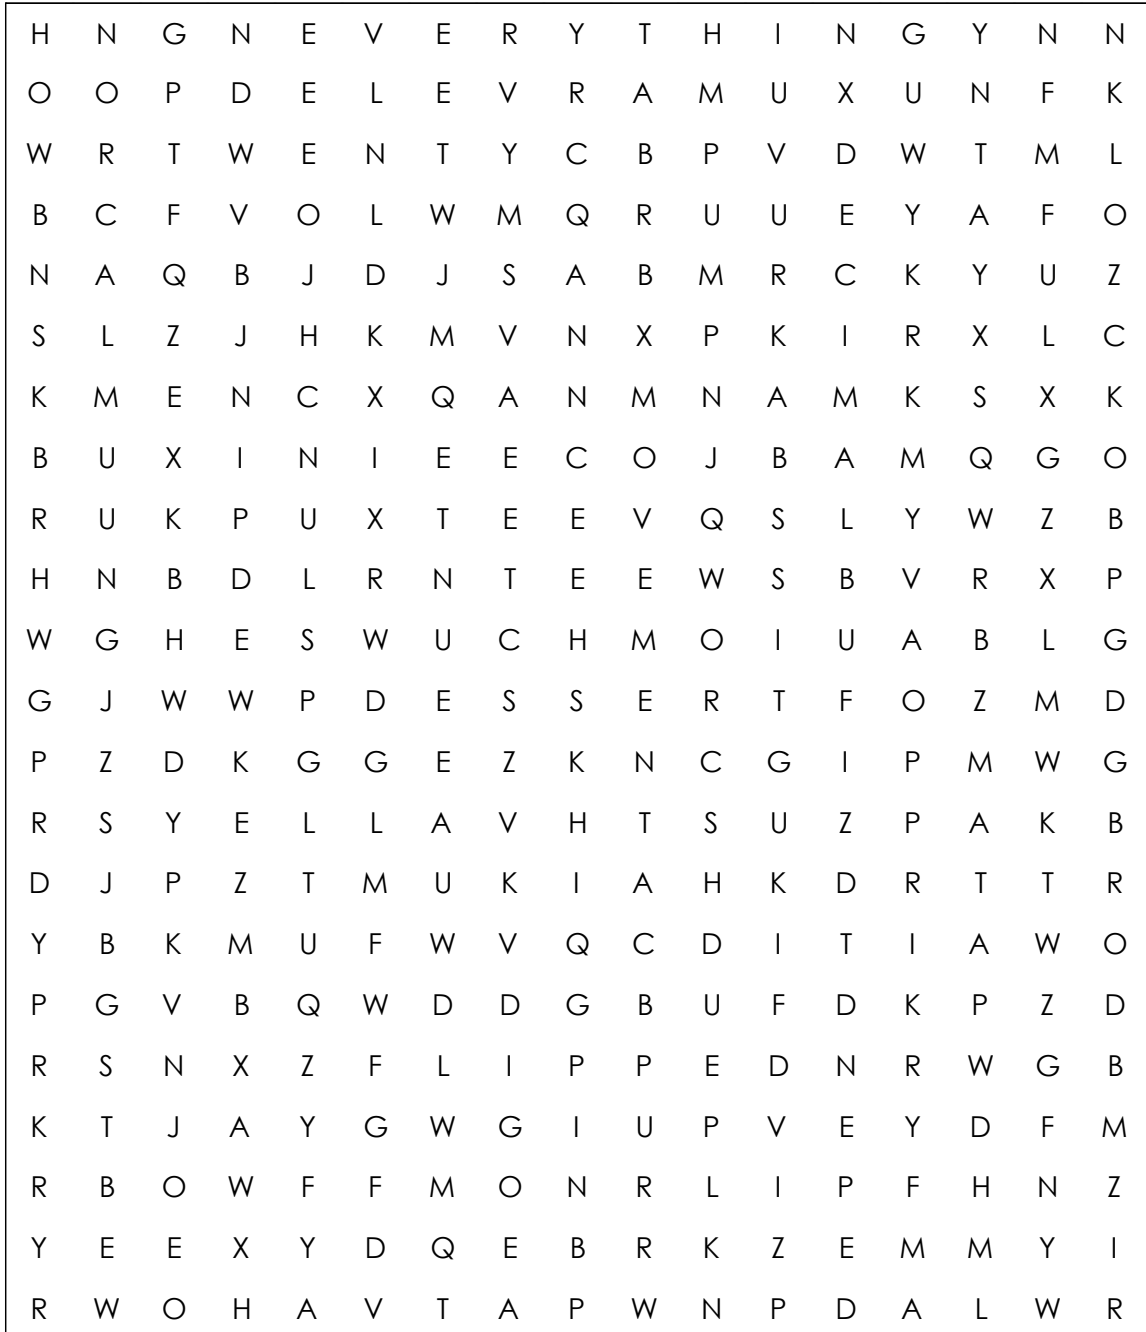 H N G N E V E R Y T H I N G Y N N
O O P D E L E V R A M U X U N F K
W R T W E N T Y C B P V D W T M L
B C F V O L W M Q R U U E Y A F O
N A Q B J D J S A B M R C K Y U Z
S L Z J H K M V N X P K I R X L C
K M E N C X Q A N M N A M K S X K
B U X I N I E E C O J B A M Q G O
R U K P U X T E E V Q S L Y W Z B
H N B D L R N T E E W S B V R X P
W G H E S W U C H M O I U A B L G
G J W W P D E S S E R T F O Z M D
P Z D K G G E Z K N C G I P M W G
R S Y E L L A V H T S U Z P A K B
D J P Z T M U K I A H K D R T T R
Y B K M U F W V Q C D I T I A W O
P G V B Q W D D G B U F D K P Z D
R S N X Z F L I P P E D N R W G B
K T J A Y G W G I U P V E Y D F M
R B O W F F M O N R L I P F H N Z
Y E E X Y D Q E B R K Z E M M Y I
R W O H A V T A P W N P D A L W R